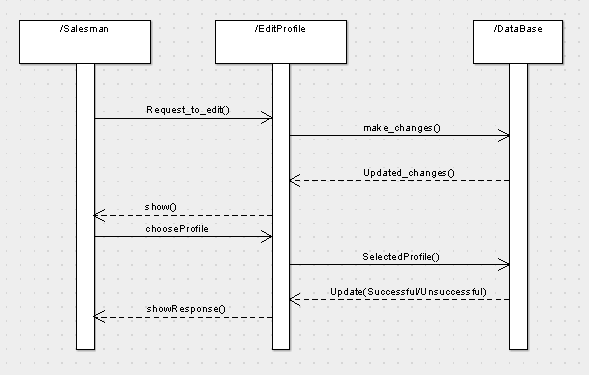 /Salesman
/EditProfile
/DataBase
Request_to_edit()
make_changes()
Updated_changes()
show()
chooseProfile
SelectedProfile()
Update(Successful/Unsuccessful)
showResponse()